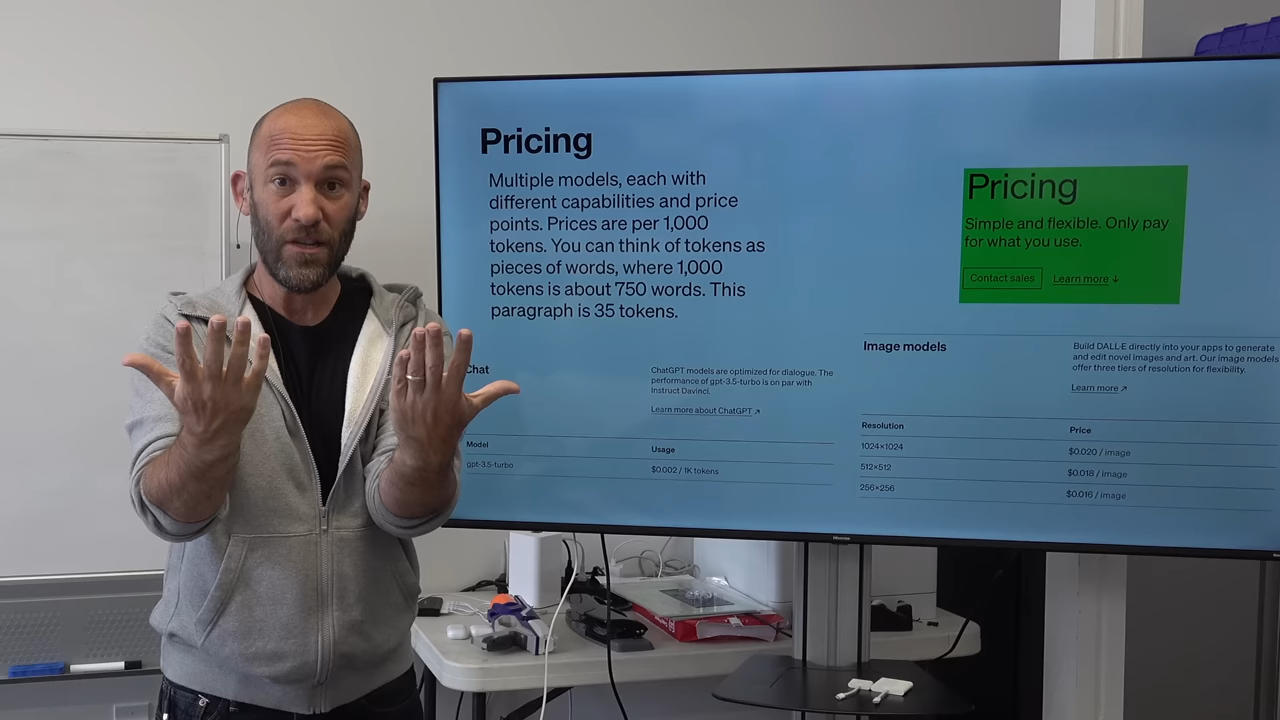 Pricing
Multiple models, each with
different capabilities and price
points. Prices are per 1,000
tokens. You can think of tokens as
pieces of words, where 1,000
tokens is about 750 words. This
paragraph is 35 tokens.
Chat
ChatGPT models are optimized for dialogue. The
performance of gpt-3.5-turbo is on par with
Instruct Davinci.
Learn more about ChatGPT ↗
Model Usage
gpt-3.5-turbo $0.002 / 1K tokens
Pricing
Simple and flexible. Only pay
for what you use.
Contact sales Learn more ↓
Image models
Build DALL·E directly into your apps to generate
and edit novel images and art. Our image models
offer three tiers of resolution for flexibility.
Learn more ↗
Resolution Price
1024×1024 $0.020 / image
512×512 $0.018 / image
256×256 $0.016 / image
Hisense